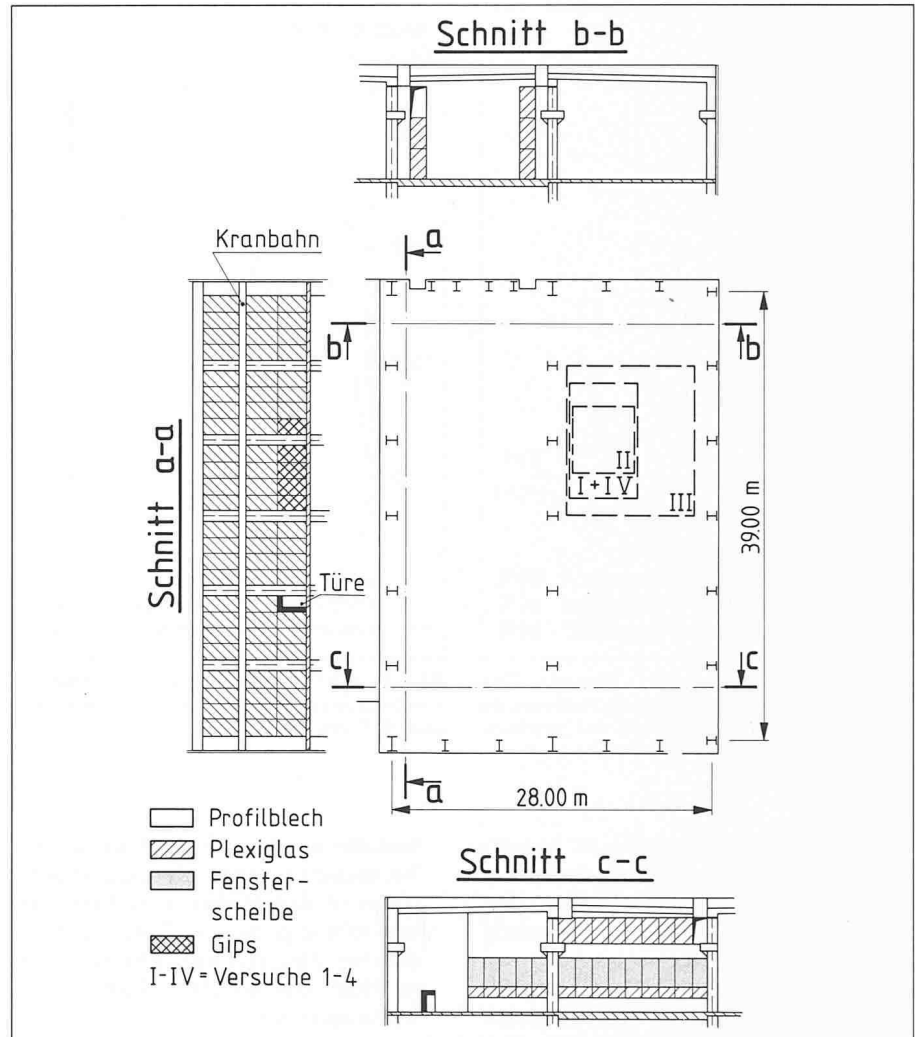 Schnitt b-b
Kranbahn
a
b
b
Schnitt a-a
II
I+IV
III
39.00 m
Türe
c
c
a
28.00 m
Profilblech
Plexiglas
Fenster-
scheibe
Gips
I-IV = Versuche 1-4
Schnitt c-c